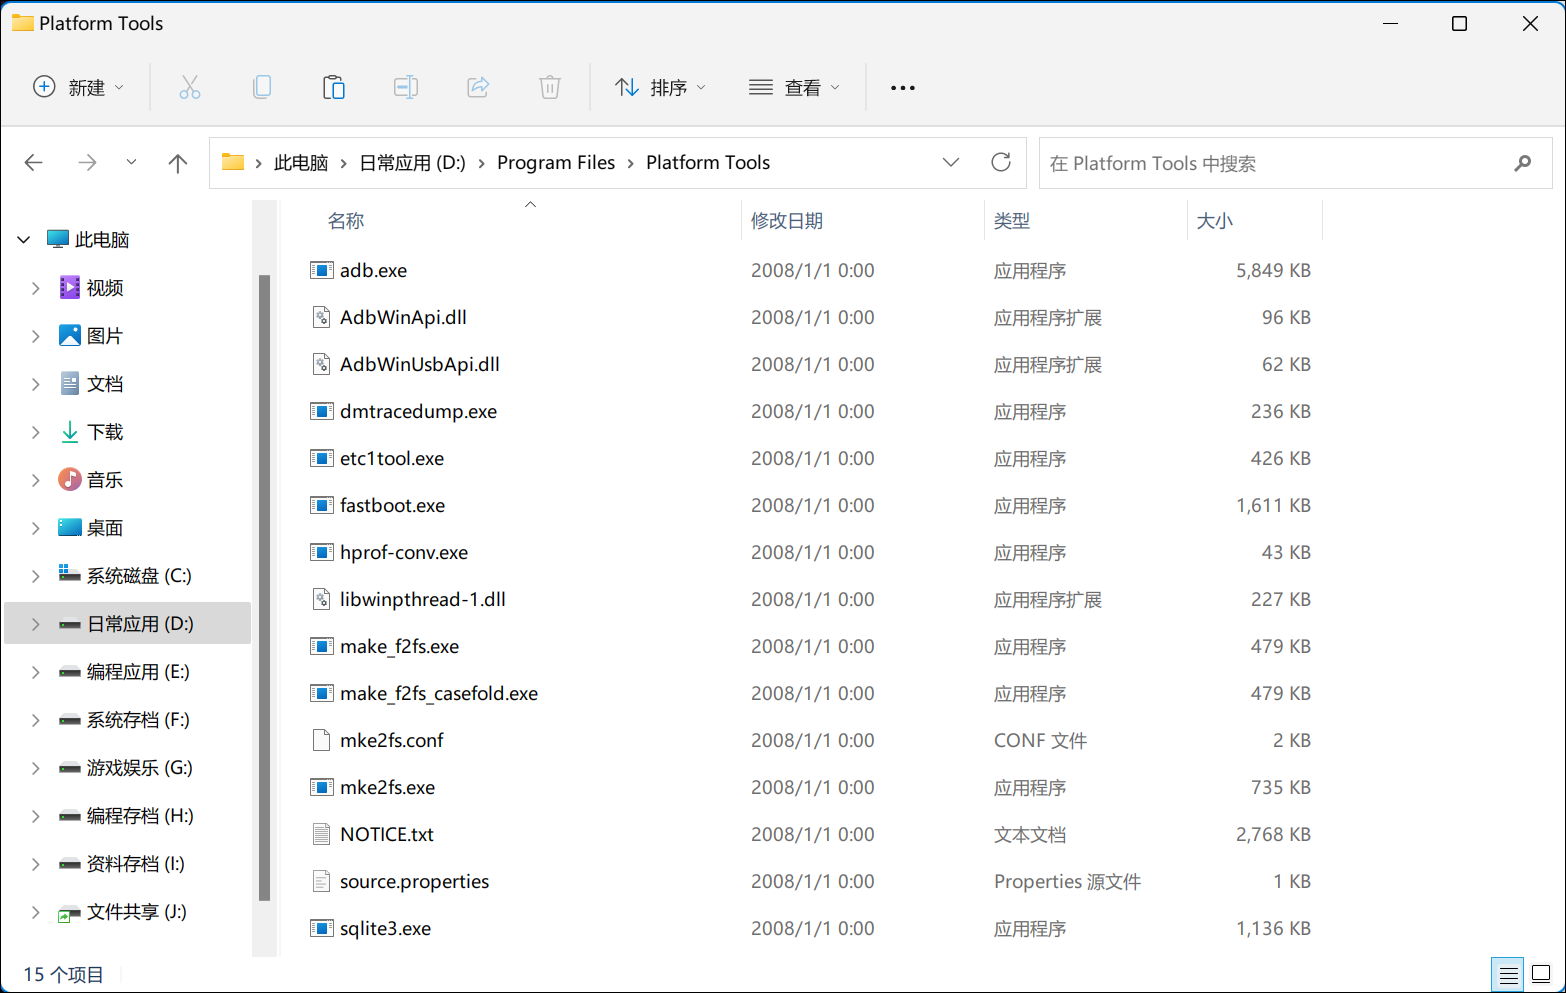 Platform Tools
新建 排序 查看
此电脑 日常应用 (D:) Program Files Platform Tools
在 Platform Tools 中搜索
此电脑
视频
图片
文档
下载
音乐
桌面
系统磁盘 (C:)
日常应用 (D:)
编程应用 (E:)
系统存档 (F:)
游戏娱乐 (G:)
编程存档 (H:)
资料存档 (I:)
文件共享 (J:)
名称 修改日期 类型 大小
adb.exe 2008/1/1 0:00 应用程序 5,849 KB
AdbWinApi.dll 2008/1/1 0:00 应用程序扩展 96 KB
AdbWinUsbApi.dll 2008/1/1 0:00 应用程序扩展 62 KB
dmtracedump.exe 2008/1/1 0:00 应用程序 236 KB
etc1tool.exe 2008/1/1 0:00 应用程序 426 KB
fastboot.exe 2008/1/1 0:00 应用程序 1,611 KB
hprof-conv.exe 2008/1/1 0:00 应用程序 43 KB
libwinpthread-1.dll 2008/1/1 0:00 应用程序扩展 227 KB
make_f2fs.exe 2008/1/1 0:00 应用程序 479 KB
make_f2fs_casefold.exe 2008/1/1 0:00 应用程序 479 KB
mke2fs.conf 2008/1/1 0:00 CONF 文件 2 KB
mke2fs.exe 2008/1/1 0:00 应用程序 735 KB
NOTICE.txt 2008/1/1 0:00 文本文档 2,768 KB
source.properties 2008/1/1 0:00 Properties 源文件 1 KB
sqlite3.exe 2008/1/1 0:00 应用程序 1,136 KB
15 个项目